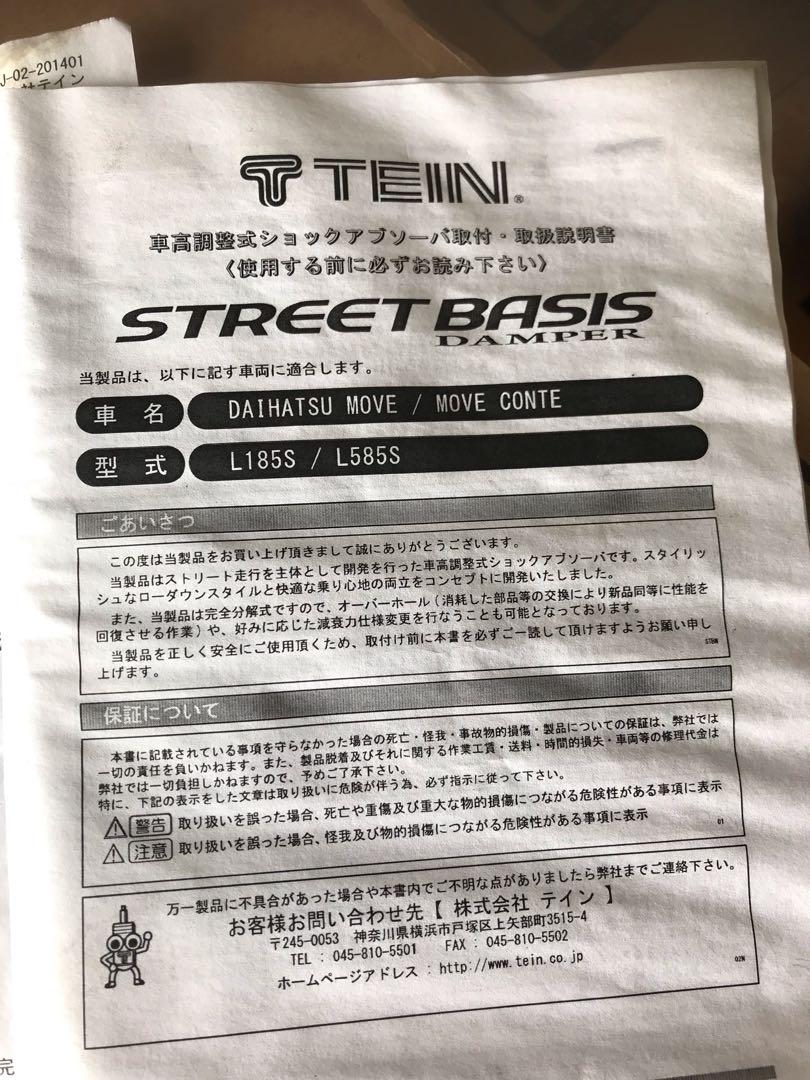 J-02-201401
社テイン
TEIN®
車高調整式ショックアブソーバ取付・取扱説明書
〈使用する前に必ずお読み下さい〉
STREET BASIS
DAMPER
当製品は、以下に記す車両に適合します。
車 名 DAIHATSU MOVE / MOVE CONTE
型 式 L185S / L585S
ごあいさつ
この度は当製品をお買い上げ頂きまして誠にありがとうございます。
当製品はストリート走行を主体として開発を行った車高調整式ショックアブソーバです。スタイリッ
シュなローダウンスタイルと快適な乗り心地の両立をコンセプトに開発いたしました。
また、当製品は完全分解式ですので、オーバーホール(消耗した部品等の交換により新品同等に性能を
回復させる作業)や、好みに応じた減衰力仕様変更を行なうことも可能となっております。
当製品を正しく安全にご使用頂くため、取付け前に本書を必ずご一読して頂けますようお願い申し
上げます。
保証について
本書に記載されている事項を守らなかった場合の死亡・怪我・事故物的損傷・製品についての保証は、弊社では
一切の責任を負いかねます。また、製品脱着及びそれに関する作業工賃・送料・時間的損失・車両等の修理代金は
弊社では一切負担しかねますので、予めご了承下さい。
特に、下記の表示をした文章は取り扱いに危険が伴う為、必ず指示に従って下さい。
警告 取り扱いを誤った場合、死亡や重傷及び重大な物的損傷につながる危険性がある事項に表示
注意 取り扱いを誤った場合、怪我及び物的損傷につながる危険性がある事項に表示
01
万一製品に不具合があった場合や本書内でご不明な点がありましたら弊社までご連絡下さい。
お客様お問い合わせ先【 株式会社 テイン 】
〒245-0053 神奈川県横浜市戸塚区上矢部町3515-4
TEL : 045-810-5501 FAX : 045-810-5502
ホームページアドレス : http://www.tein.co.jp
02N
完